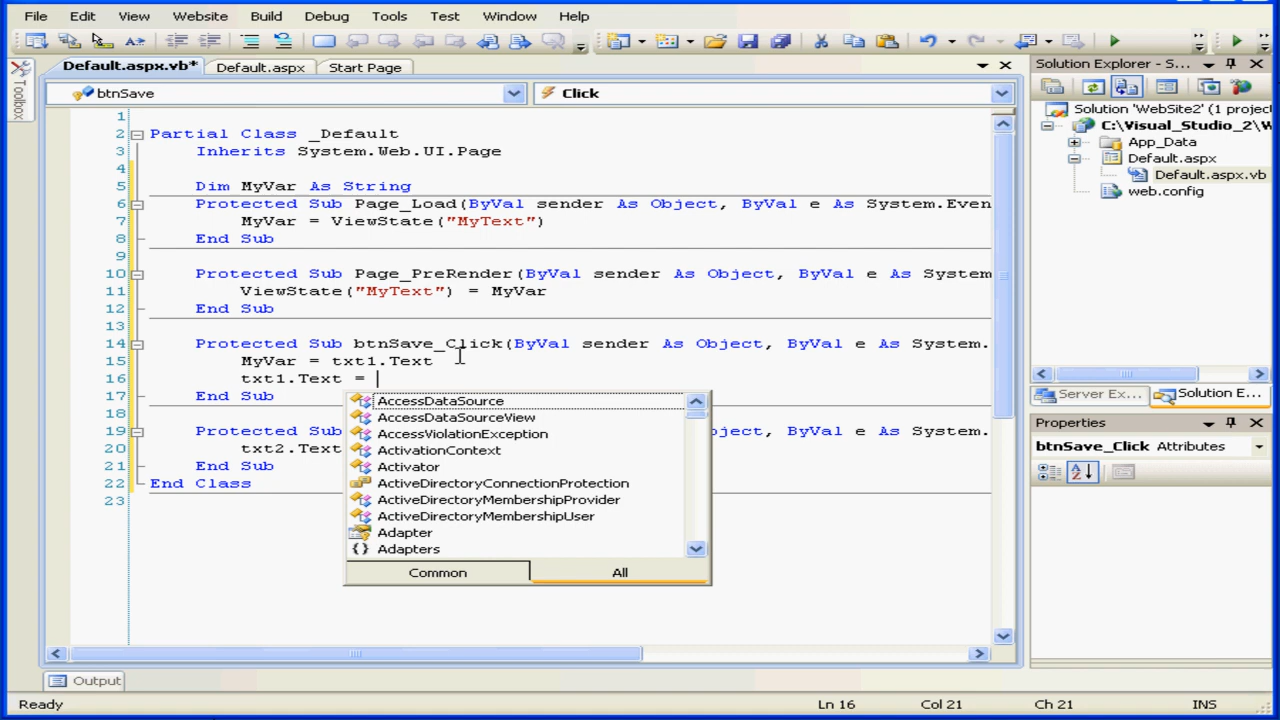 File Edit View Website Build Debug Tools Test Window Help
Default.aspx.vb* Default.aspx Start Page
Toolbox
btnSave Click
1
2 Partial Class _Default
3 Inherits System.Web.UI.Page
4
5 Dim MyVar As String
6 Protected Sub Page_Load(ByVal sender As Object, ByVal e As System.Even
7 MyVar = ViewState("MyText")
8 End Sub
9
10 Protected Sub Page_PreRender(ByVal sender As Object, ByVal e As System
11 ViewState("MyText") = MyVar
12 End Sub
13
14 Protected Sub btnSave_Click(ByVal sender As Object, ByVal e As System.
15 MyVar = txt1.Text
16 txt1.Text =
17 End Sub
18
19 Protected Sub bject, ByVal e As System.
20 txt2.Text
21 End Sub
22 End Class
23
AccessDataSource
AccessDataSourceView
AccessViolationException
ActivationContext
Activator
ActiveDirectoryConnectionProtection
ActiveDirectoryMembershipProvider
ActiveDirectoryMembershipUser
Adapter
{} Adapters
Common All
Solution Explorer - S...
Solution 'WebSite2' (1 project
C:\Visual_Studio_2\W
App_Data
Default.aspx
Default.aspx.vb
web.config
Server Ex... Solution E...
Properties
btnSave_Click Attributes
Output
Ready Ln 16 Col 21 Ch 21 INS